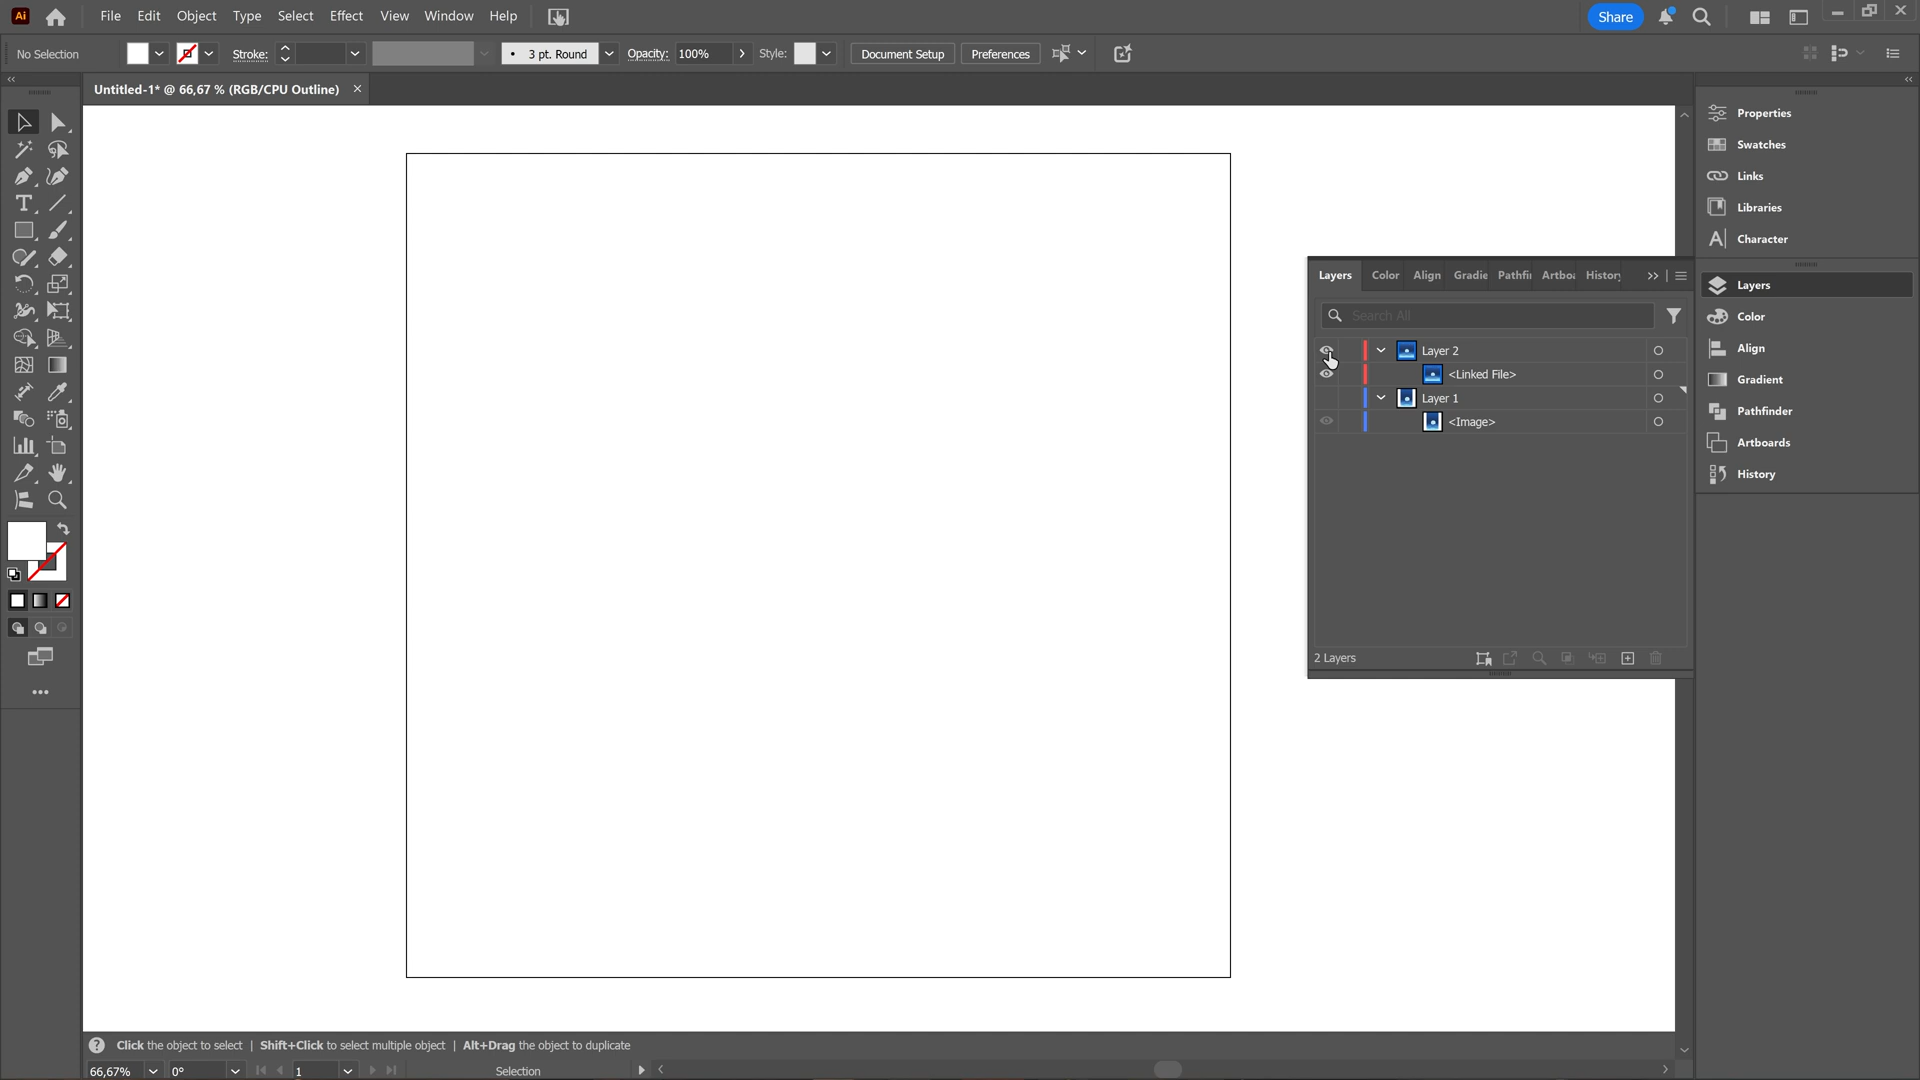 Ai File Edit Object Type Select Effect View Window Help Share
No Selection Stroke: 3 pt. Round Opacity: 100% Style: Document Setup Preferences
Untitled-1* @ 66,67 % (RGB/CPU Outline)
Properties
Swatches
Links
Libraries
Character
Layers
Color
Align
Gradient
Pathfinder
Artboards
History
Layers Color Align Gradie Pathfi Artboa History
Search All
Layer 2
<Linked File>
Layer 1
<Image>
2 Layers
Click the object to select | Shift+Click to select multiple object | Alt+Drag the object to duplicate
66,67% 0° 1 Selection